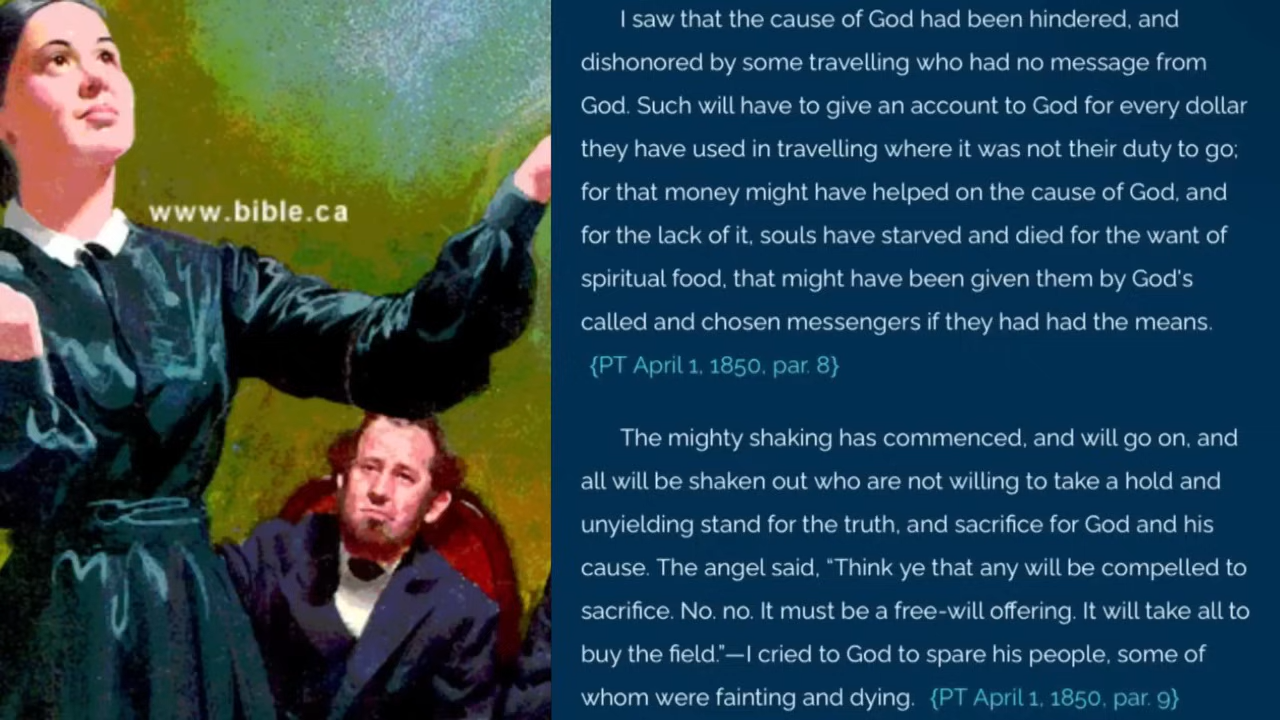 www.bible.ca
I saw that the cause of God had been hindered, and
dishonored by some travelling who had no message from
God. Such will have to give an account to God for every dollar
they have used in travelling where it was not their duty to go;
for that money might have helped on the cause of God, and
for the lack of it, souls have starved and died for the want of
spiritual food, that might have been given them by God's
called and chosen messengers if they had had the means.
{PT April 1, 1850, par. 8}
The mighty shaking has commenced, and will go on, and
all will be shaken out who are not willing to take a hold and
unyielding stand for the truth, and sacrifice for God and his
cause. The angel said, “Think ye that any will be compelled to
sacrifice. No. no. It must be a free-will offering. It will take all to
buy the field.”—I cried to God to spare his people, some of
whom were fainting and dying. {PT April 1, 1850, par. 9}